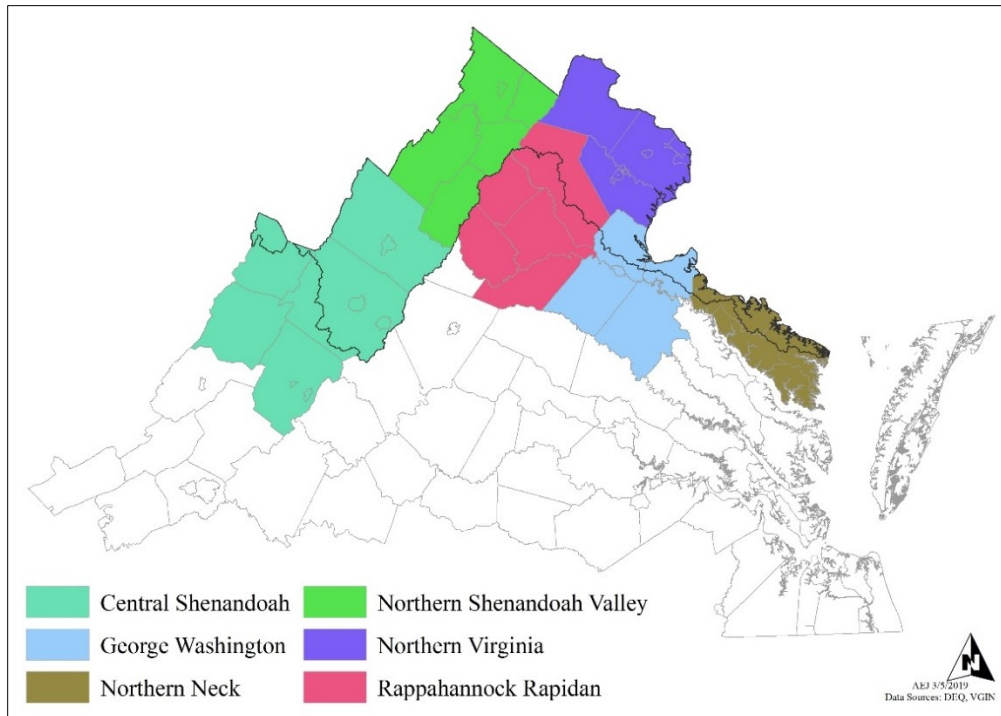 Central Shenandoah
George Washington
Northern Neck
Northern Shenandoah Valley
Northern Virginia
Rappahannock Rapidan
N
AEJ 3/5/2019
Data Sources: DEQ, VGIN